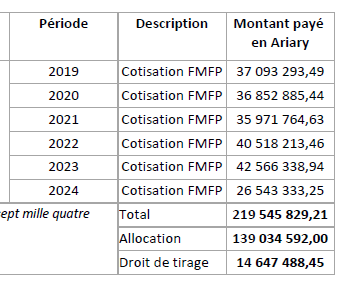 Période Description Montant payé
en Ariary
2019 Cotisation FMFP 37 093 293,49
2020 Cotisation FMFP 36 852 885,44
2021 Cotisation FMFP 35 971 764,63
2022 Cotisation FMFP 40 518 213,46
2023 Cotisation FMFP 42 566 338,94
2024 Cotisation FMFP 26 543 333,25
ept mille quatre Total 219 545 829,21
Allocation 139 034 592,00
Droit de tirage 14 647 488,45